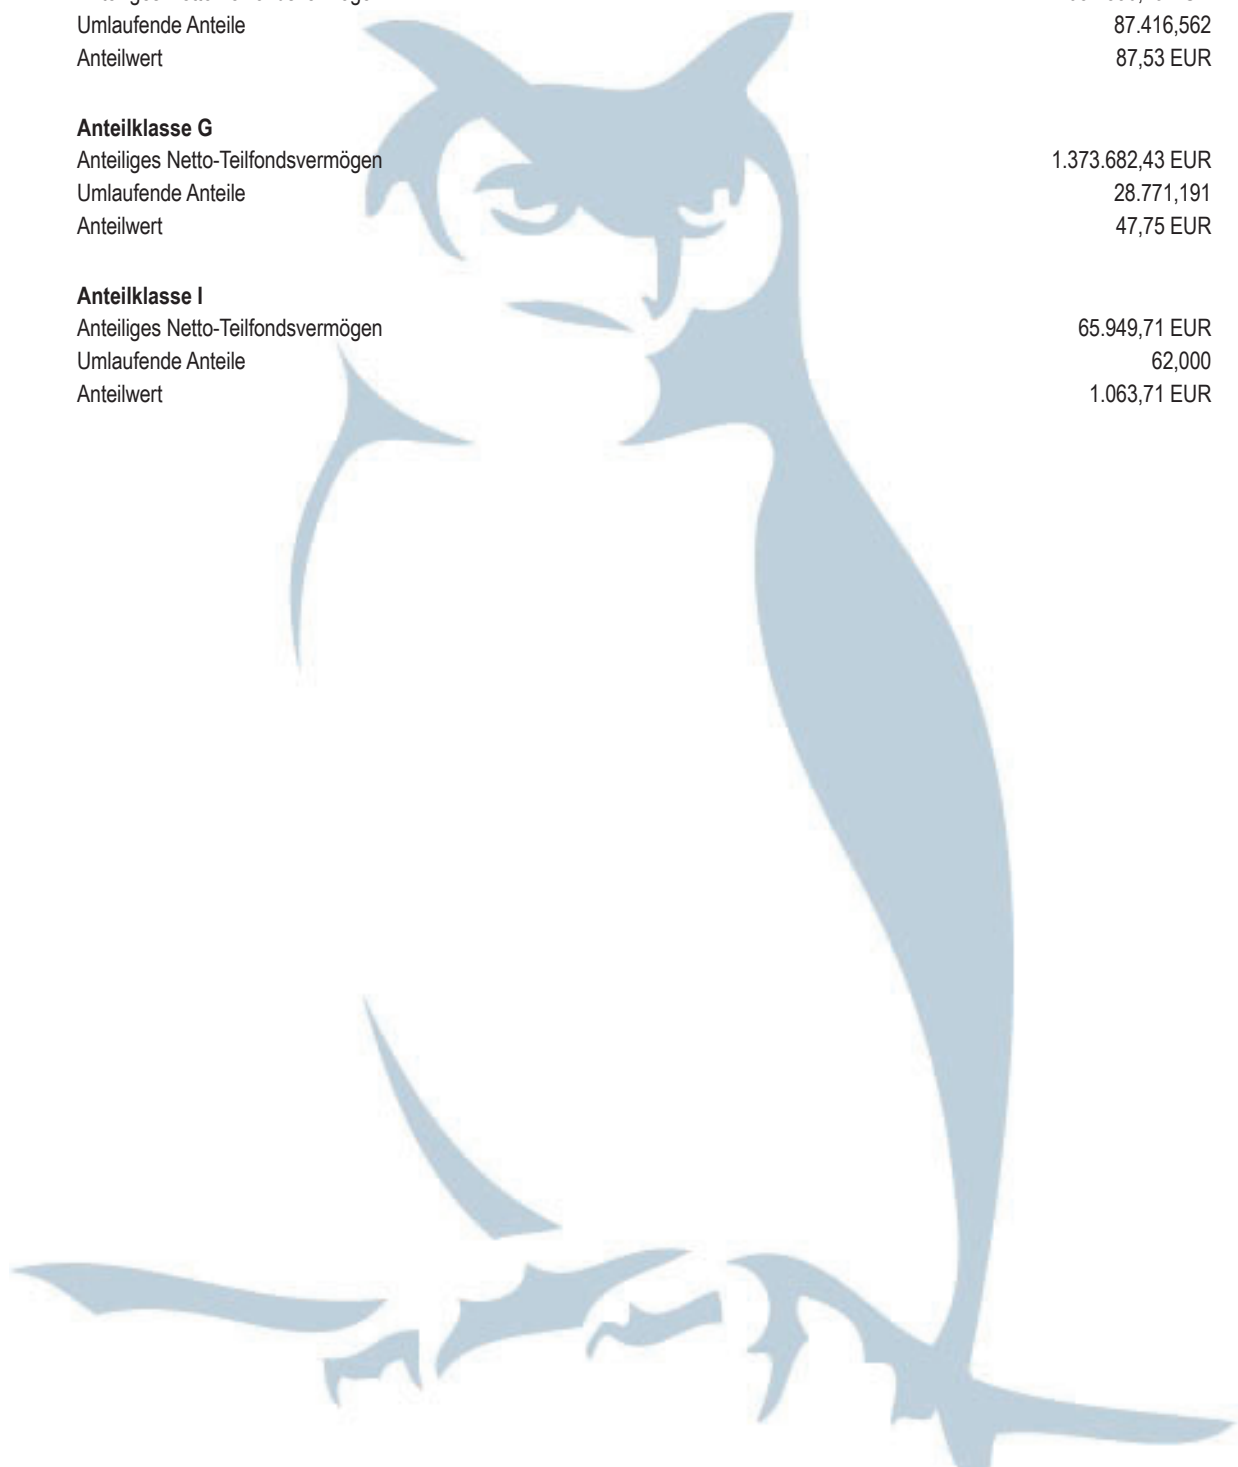 Umlaufende Anteile 87.416,562
Anteilwert 87,53 EUR
Anteilklasse G
Anteiliges Netto-Teilfondsvermögen 1.373.682,43 EUR
Umlaufende Anteile 28.771,191
Anteilwert 47,75 EUR
Anteilklasse I
Anteiliges Netto-Teilfondsvermögen 65.949,71 EUR
Umlaufende Anteile 62,000
Anteilwert 1.063,71 EUR